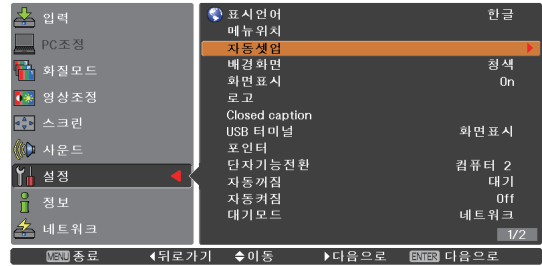 입력
PC조정
화질모드
영상조정
스크린
사운드
설정
정보
네트워크
표시언어 한글
메뉴위치
자동셋업
배경화면 청색
화면표시 On
로고
Closed caption
USB 터미널 화면표시
포인터
단자기능전환 컴퓨터 2
자동꺼짐 대기
자동켜짐 Off
대기모드 네트워크
1/2
MENU 종료 뒤로가기 이동 다음으로 ENTER 다음으로